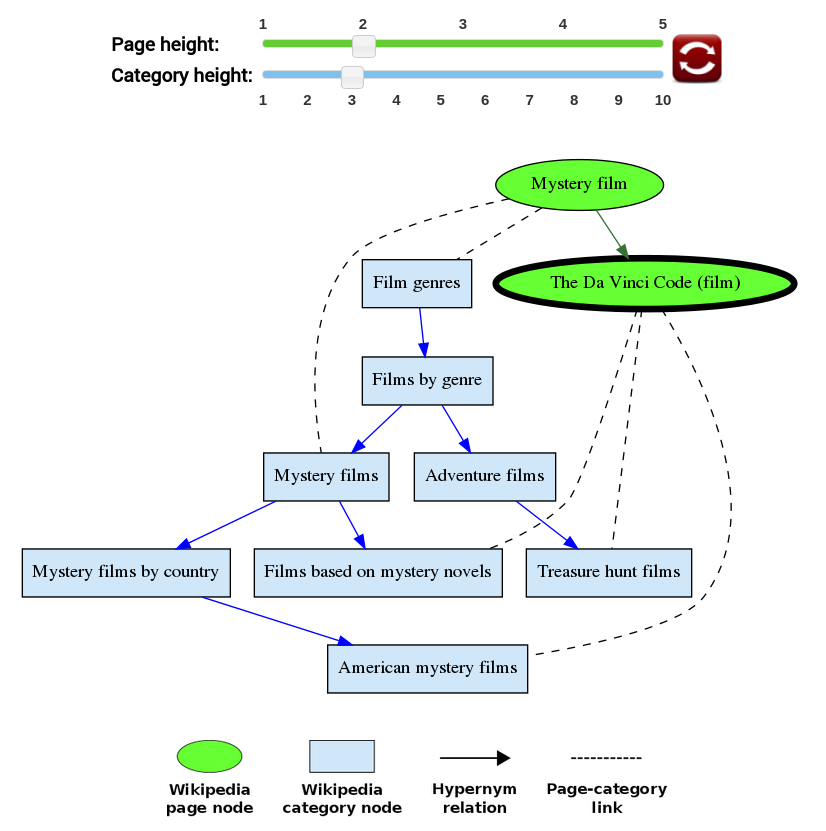 1 2 3 4 5
Page height:
Category height:
1 2 3 4 5 6 7 8 9 10
Mystery film
Film genres
The Da Vinci Code (film)
Films by genre
Mystery films
Adventure films
Mystery films by country
Films based on mystery novels
Treasure hunt films
American mystery films
Wikipedia
page node
Wikipedia
category node
Hypernym
relation
Page-category
link